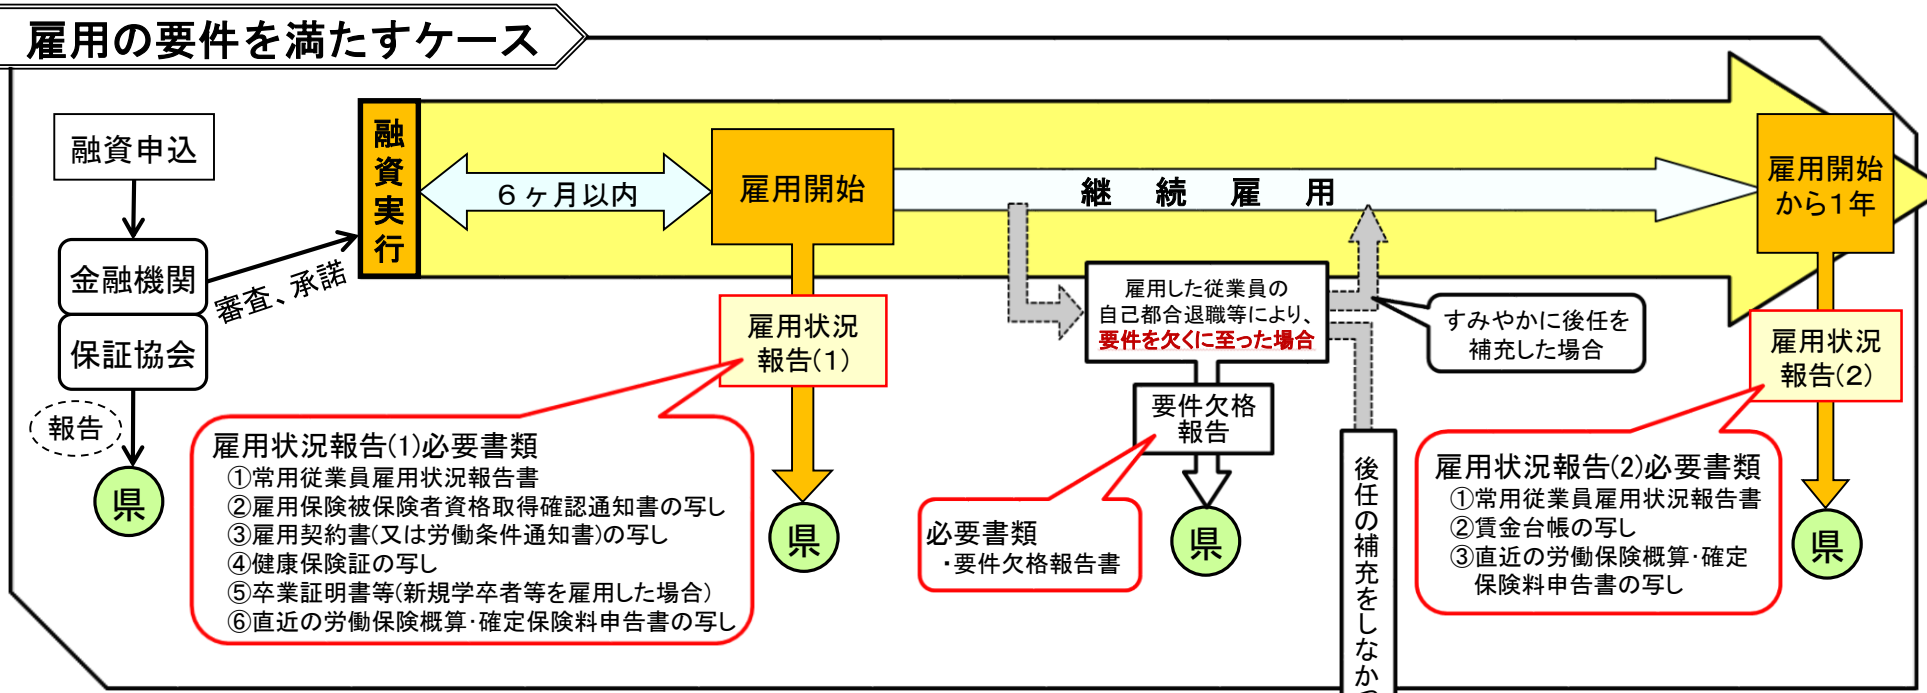 雇用の要件を満たすケース
融資申込
金融機関
保証協会
審査、承諾
報告
県
融資実行
6ヶ月以内
雇用開始
継続雇用
雇用開始
から1年
雇用状況
報告(1)
雇用状況報告(1)必要書類
①常用従業員雇用状況報告書
②雇用保険被保険者資格取得確認通知書の写し
③雇用契約書(又は労働条件通知書)の写し
④健康保険証の写し
⑤卒業証明書等(新規学卒者等を雇用した場合)
⑥直近の労働保険概算・確定保険料申告書の写し
県
雇用した従業員の
自己都合退職等により、
要件を欠くに至った場合
すみやかに後任を
補充した場合
要件欠格
報告
必要書類
・要件欠格報告書
県
後任の補充をしなか
雇用状況
報告(2)
雇用状況報告(2)必要書類
①常用従業員雇用状況報告書
②賃金台帳の写し
③直近の労働保険概算・確定
保険料申告書の写し
県